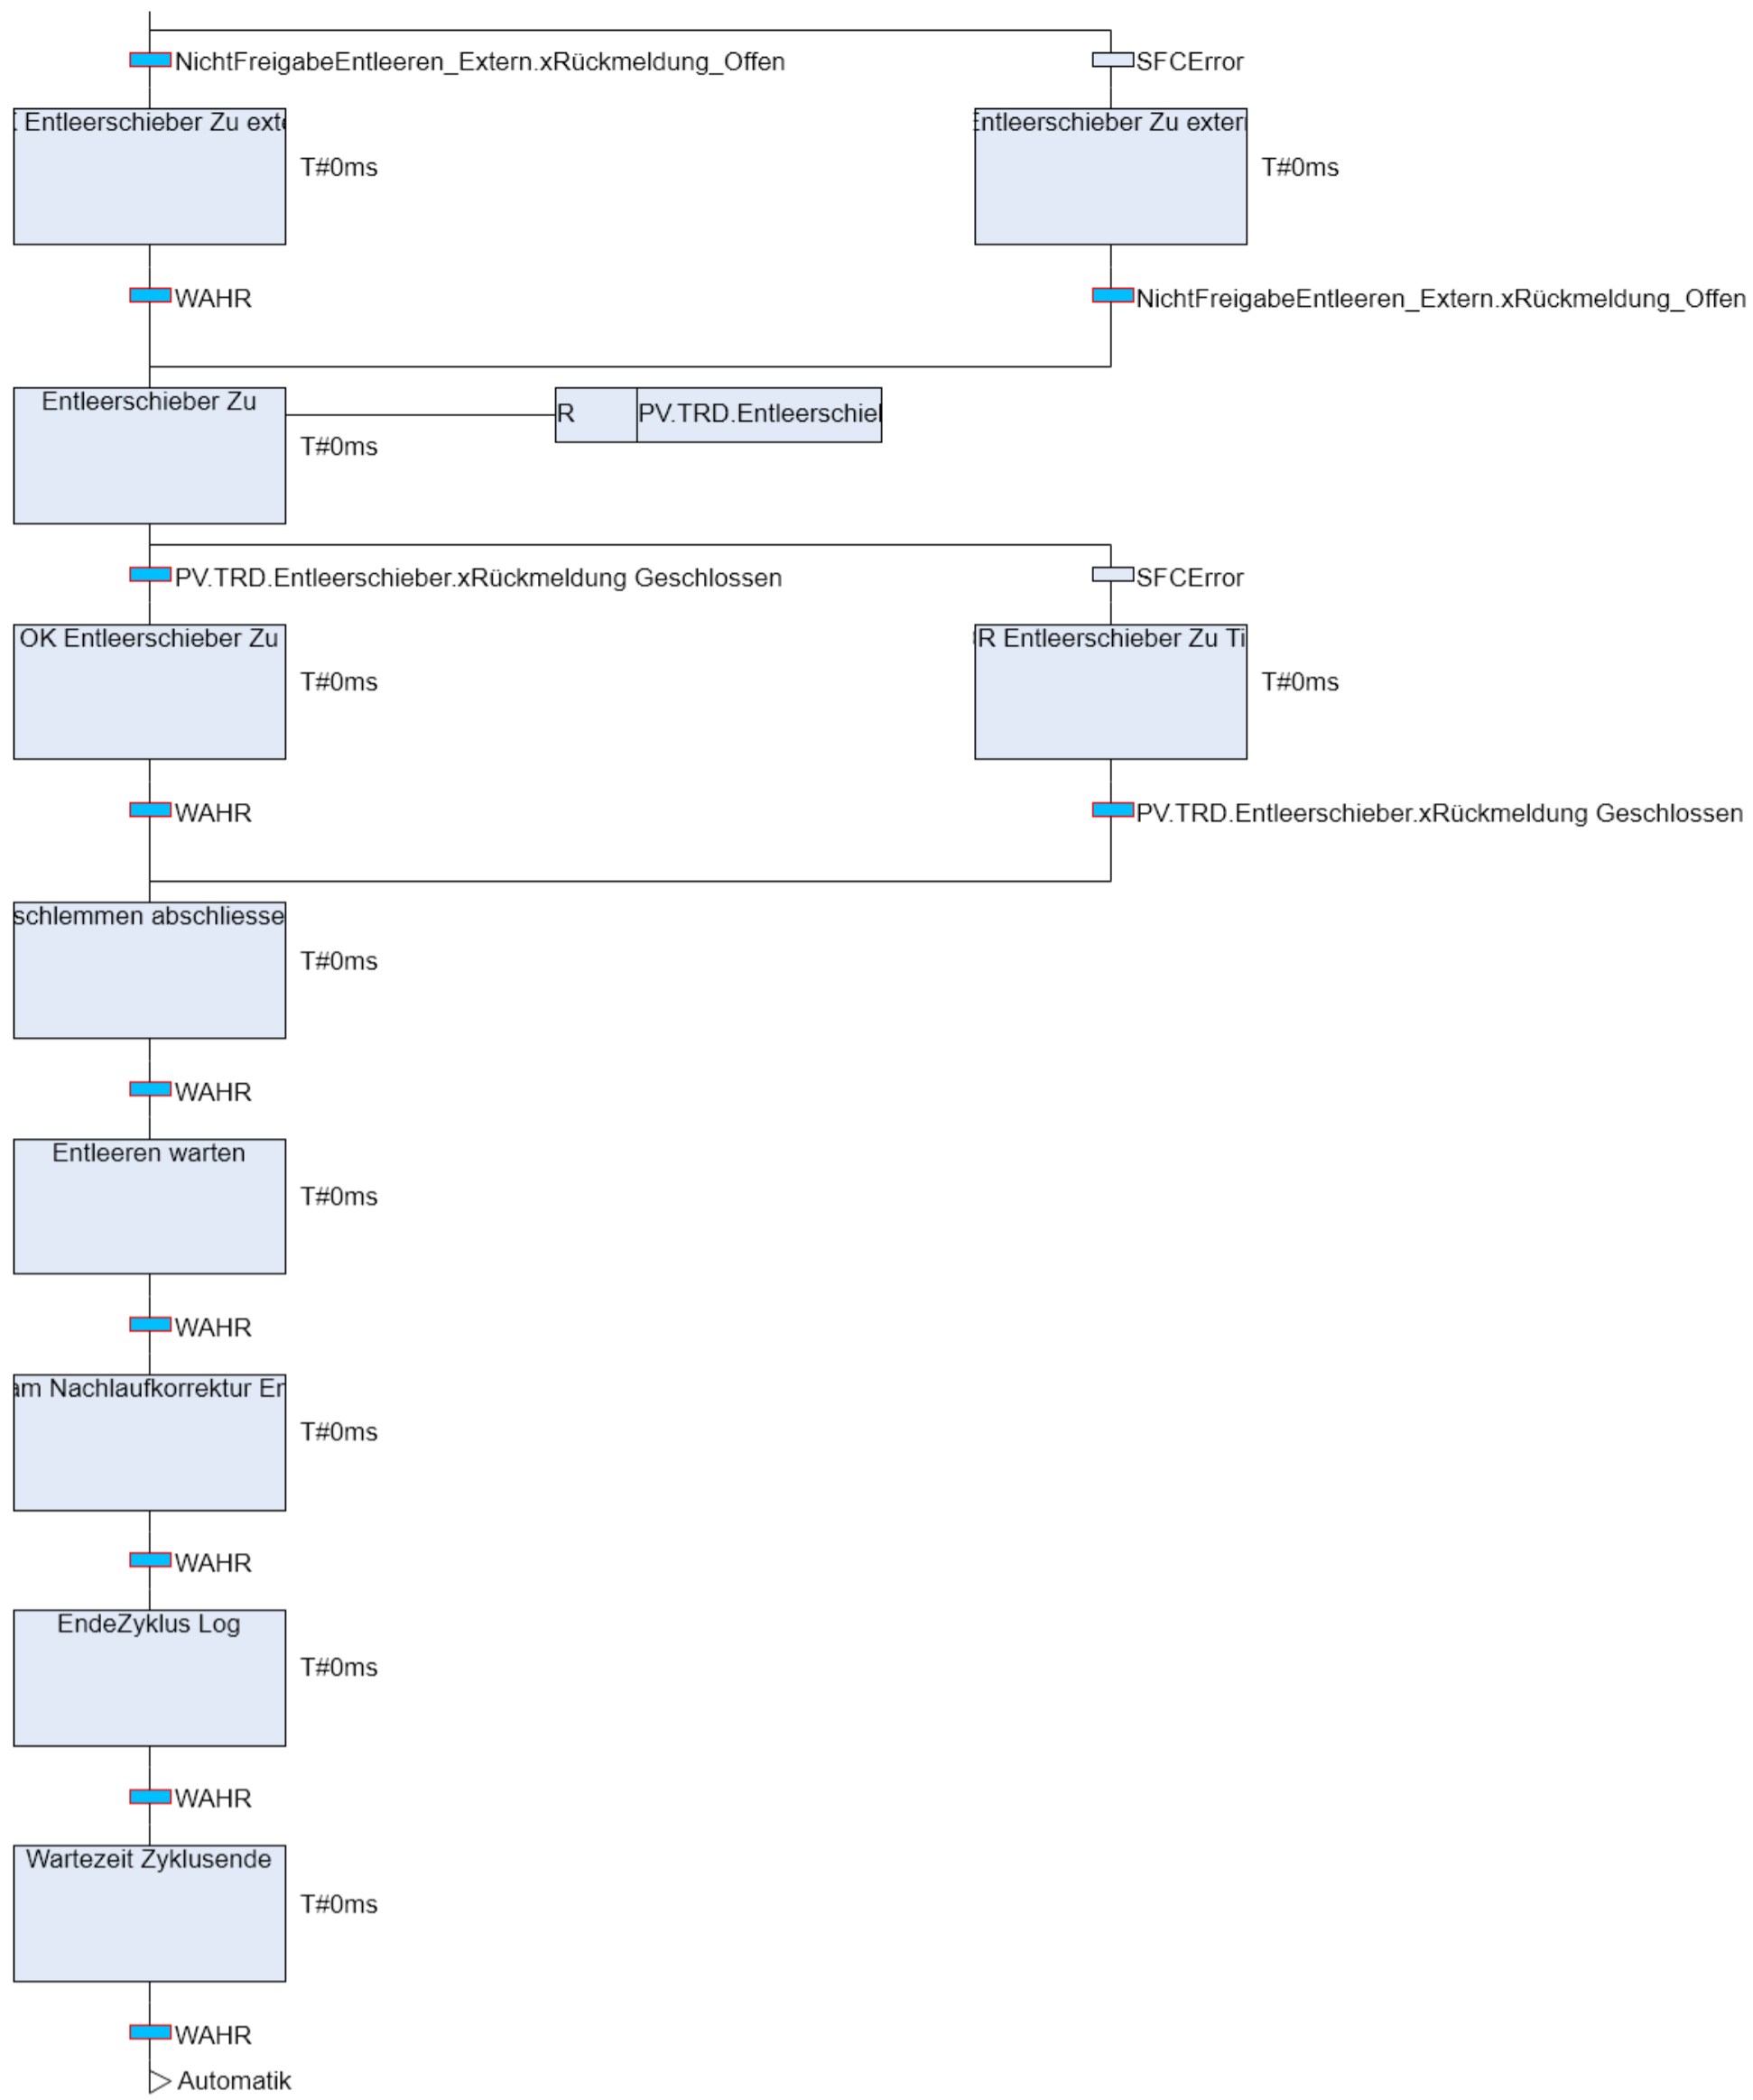 NichtFreigabeEntleeren_Extern.xRückmeldung_Offen
SFCError
Entleerschieber Zu
T#0ms
Entleerschieber Zu
T#0ms
WAHR
NichtFreigabeEntleeren_Extern.xRückmeldung_Offen
Entleerschieber Zu
R
PV.TRD.Entleerschie
T#0ms
PV.TRD.Entleerschieber.xRückmeldung Geschlossen
SFCError
OK Entleerschieber Zu
R Entleerschieber Zu Ti
T#0ms
T#0ms
WAHR
PV.TRD.Entleerschieber.xRückmeldung Geschlossen
schlemmen abschliesse
T#0ms
WAHR
Entleeren warten
T#0ms
WAHR
Nachlaufkorrektur
T#0ms
WAHR
EndeZyklus Log
T#0ms
WAHR
Wartezeit Zyklusende
T#0ms
WAHR
Automatik